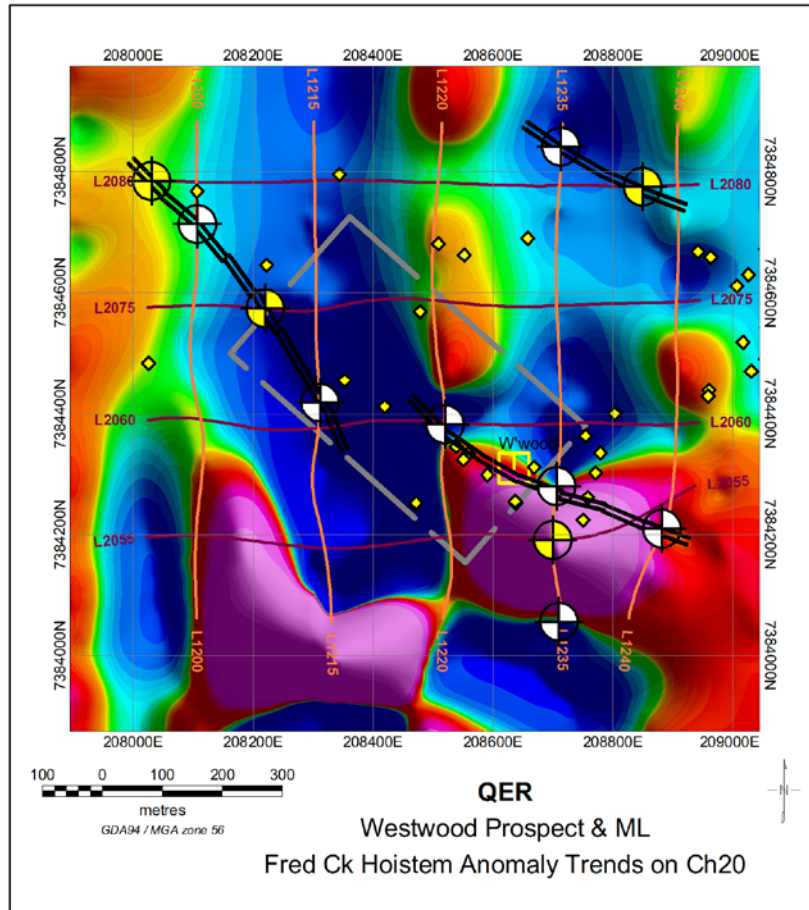 208000E 208200E 208400E 208600E 208800E 209000E
L1200 L1215 L1220 L1235 L1240
7384800N L2080 L2080 7384800N
7384600N L2075 L2075 7384600N
7384400N L2060 L2060 7384400N
W'wood
L2055
7384200N L2055 7384200N
7384000N L1200 L1215 L1220 L1235 L1240 7384000N
208000E 208200E 208400E 208600E 208800E 209000E
100 0 100 200 300
metres
GDA94 / MGA zone 56
N
QER
Westwood Prospect & ML
Fred Ck Hoistem Anomaly Trends on Ch20